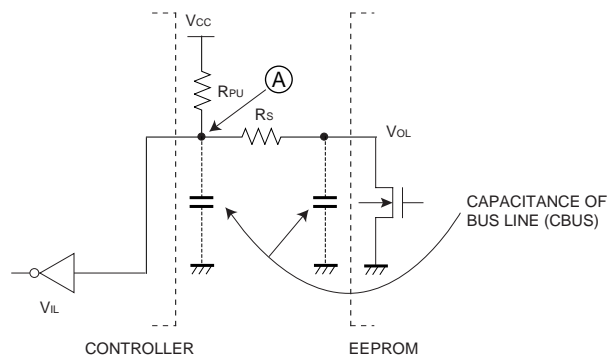 VCC
A
RPU
RS
VOL
CAPACITANCE OF
BUS LINE (CBUS)
VIL
CONTROLLER
EEPROM